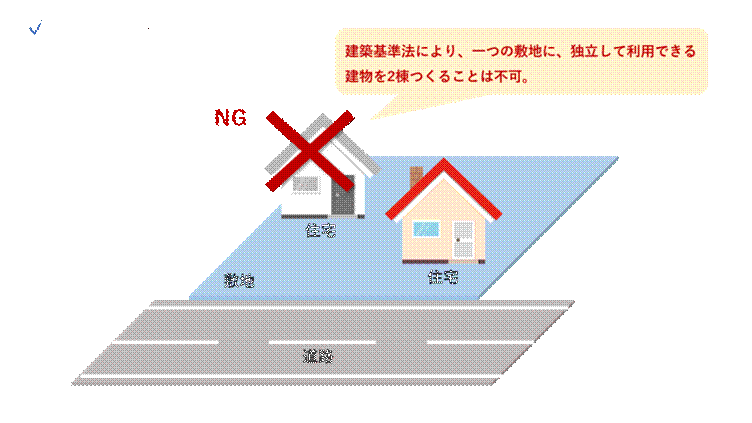 建築基準法により、一つの敷地に、独立して利用できる
建物を2棟つくることは不可。
NG
住宅
住宅
敷地
道路